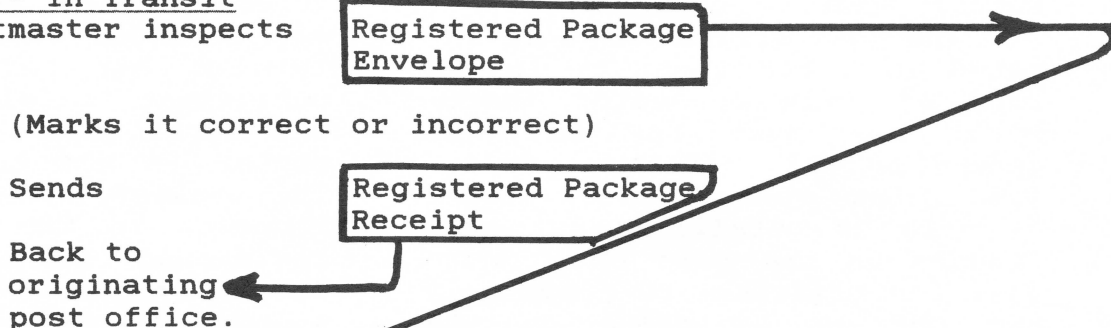 In Transit
tmaster inspects Registered Package
Envelope
(Marks it correct or incorrect)
Sends Registered Package
Receipt
Back to
originating
post office.